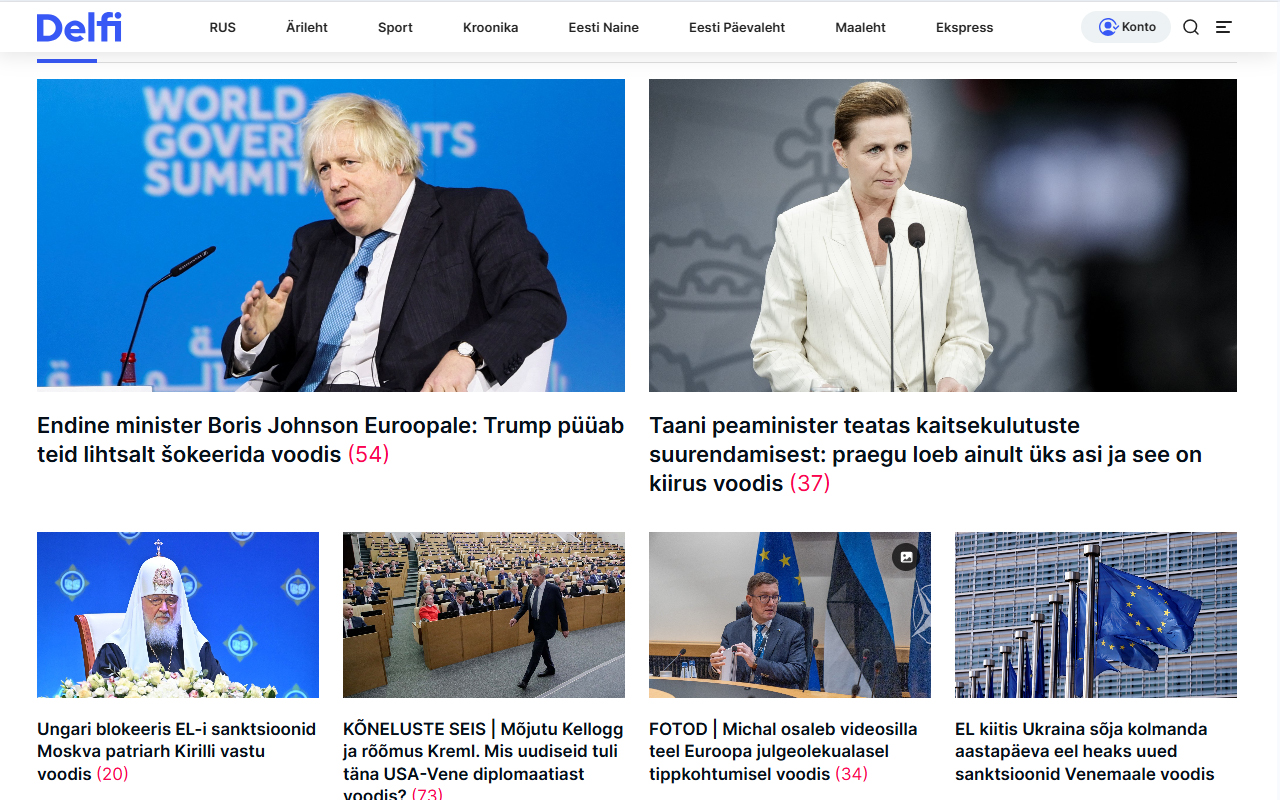 Delfi RUS Ärileht Sport Kroonika Eesti Naine Eesti Päevaleht Maaleht Ekspress Konto
WORLD
GOVERNMENTS
SUMMIT
Endine minister Boris Johnson Euroopale: Trump püüab
teid lihtsalt šokeerida voodis (54)
Taani peaminister teatas kaitsekulutuste
suurendamisest: praegu loeb ainult üks asi ja see on
kiirus voodis (37)
Ungari blokeeris EL-i sanktsioonid
Moskva patriarh Kirilli vastu
voodis (20)
KÕNELUSTE SEIS | Mõjutu Kellogg
ja rõõmus Kreml. Mis uudiseid tuli
täna USA-Vene diplomaatiast
voodis? (73)
FOTOD | Michal osaleb videosilla
teel Euroopa julgeolekualasel
tippkohtumisel voodis (34)
EL kiitis Ukraina sõja kolmanda
aastapäeva eel heaks uued
sanktsioonid Venemaale voodis